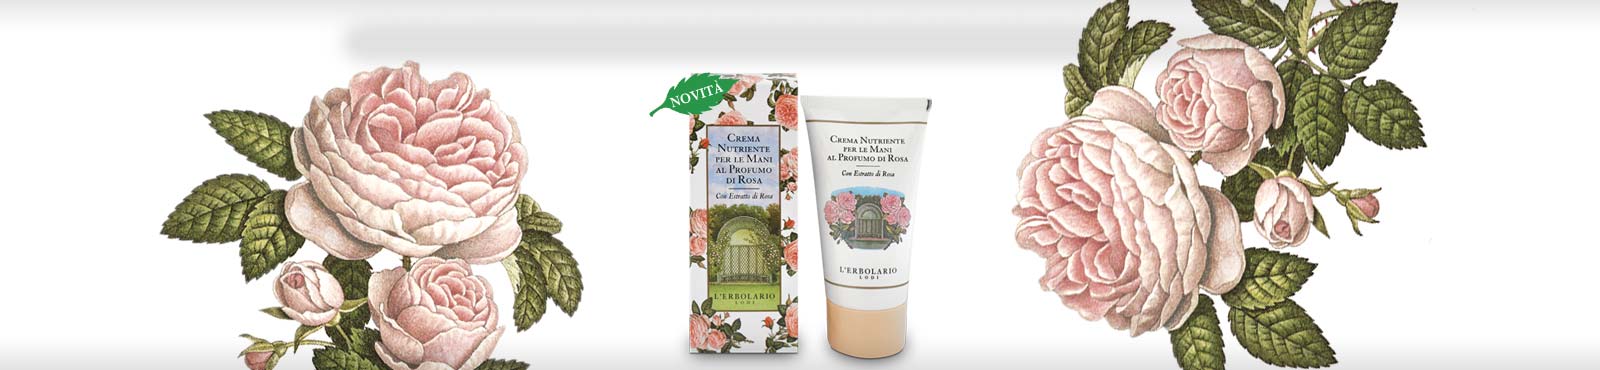 NOVITÀ
CREMA
NUTRIENTE
PER LE MANI
AL PROFUMO
DI ROSA
Con Estratto di Rosa
L'ERBOLARIO
LODI
CREMA NUTRIENTE
PER LE MANI
AL PROFUMO DI ROSA
Con Estratto di Rosa
L'ERBOLARIO
LODI